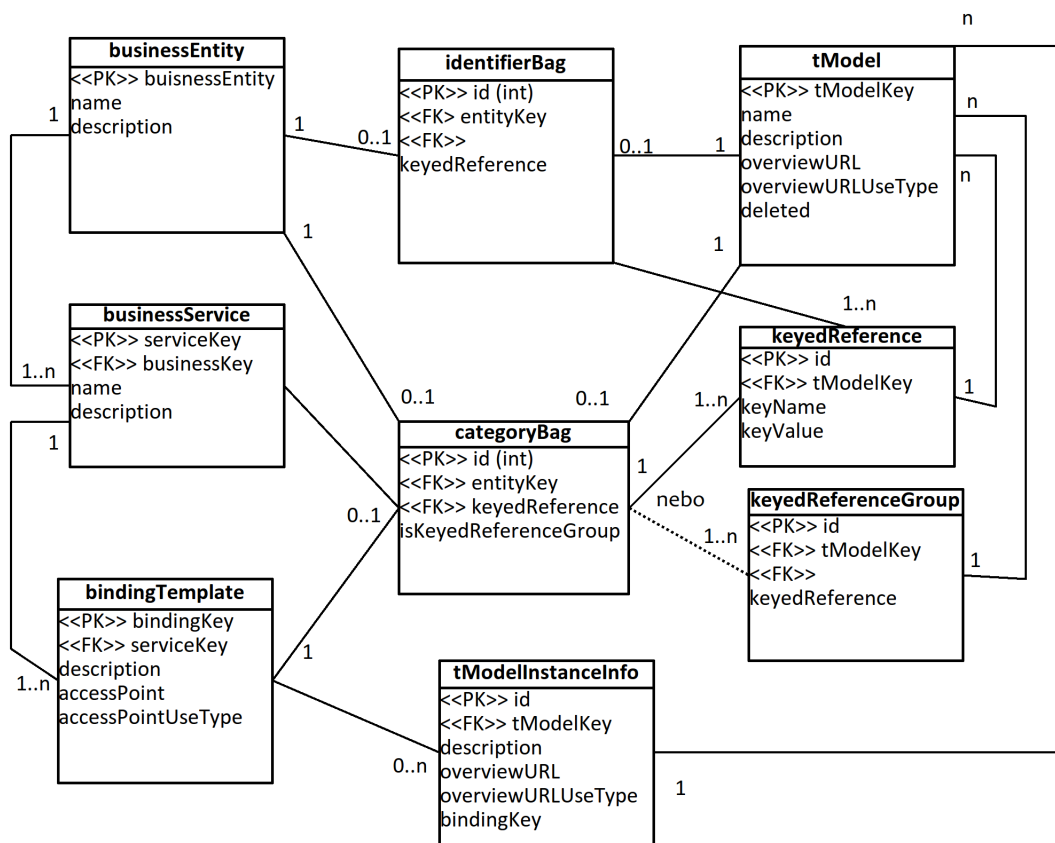 n
businessEntity
<<PK>> buisnessEntity
name
description
identifierBag
<<PK>> id (int)
<<FK> entityKey
<<FK>>
keyedReference
tModel
<<PK>> tModelKey
name
description
overviewURL
overviewURLUseType
deleted
1
1
0..1
0..1
1
n
n
1
1
businessService
<<PK>> serviceKey
<<FK>> businessKey
name
description
1..n
1
1..n
keyedReference
<<PK>> id
<<FK>> tModelKey
keyName
keyValue
1
0..1
0..1
1..n
categoryBag
<<PK>> id (int)
<<FK>> entityKey
<<FK>> keyedReference
isKeyedReferenceGroup
1
nebo
0..1
1..n
keyedReferenceGroup
<<PK>> id
<<FK>> tModelKey
<<FK>>
keyedReference
1
bindingTemplate
<<PK>> bindingKey
<<FK>> serviceKey
description
accessPoint
accessPointUseType
1..n
1
0..n
tModelInstanceInfo
<<PK>> id
<<FK>> tModelKey
description
overviewURL
overviewURLUseType
bindingKey
1